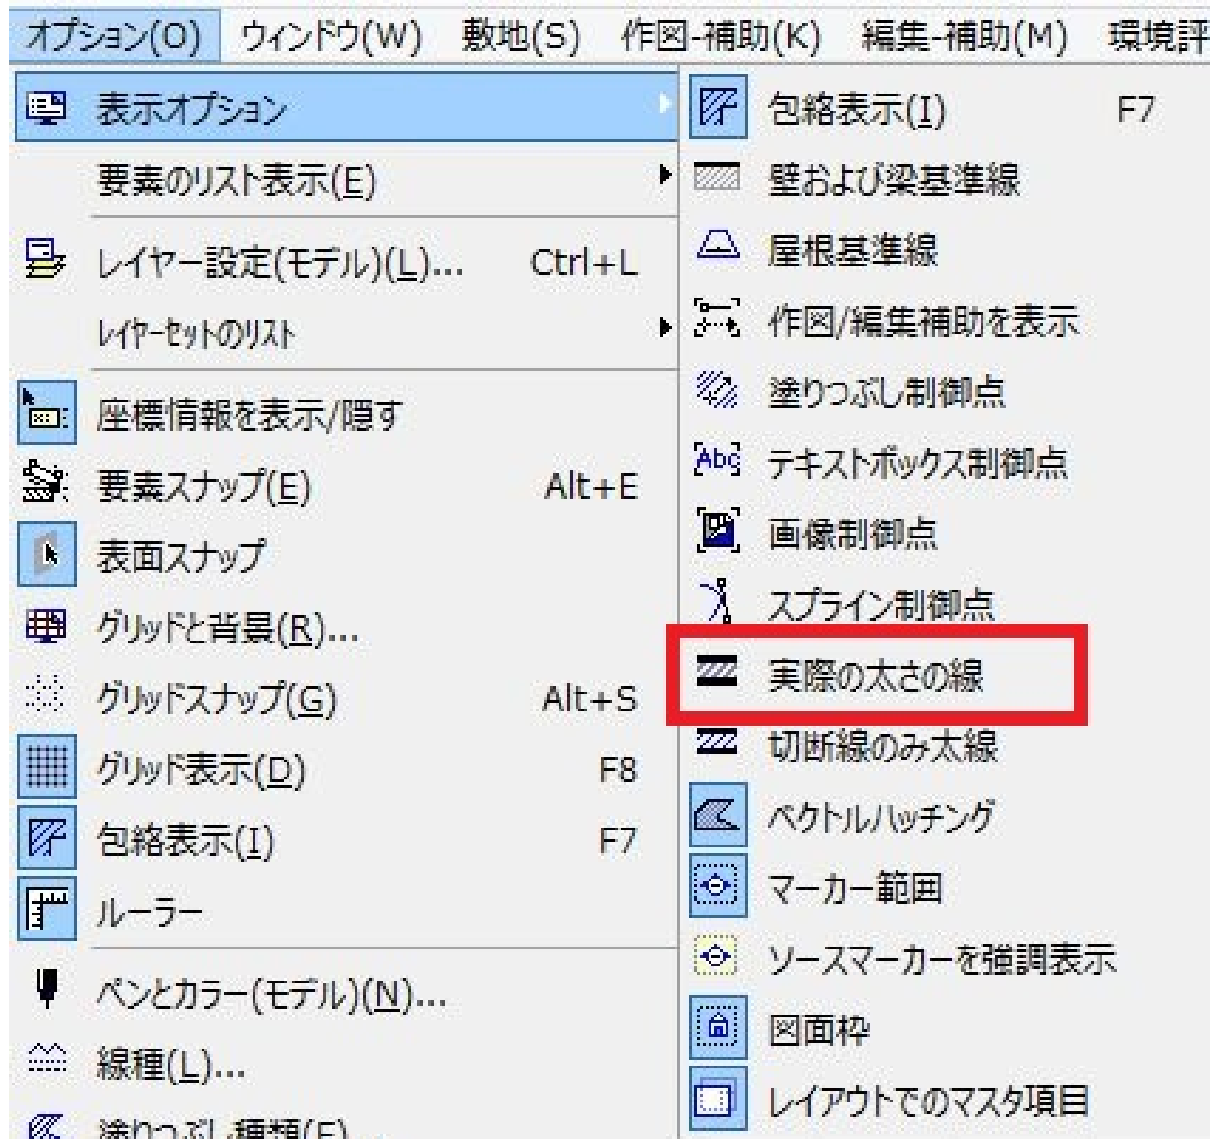 オプション(O) ウィンドウ(W) 敷地(S) 作図-補助(K) 編集-補助(M) 環境評
表示オプション
要素のリスト表示(E)
レイヤー設定(モデル)(L)... Ctrl+L
レイヤーセットのリスト
座標情報を表示/隠す
要素スナップ(E) Alt+E
表面スナップ
グリッドと背景(R)...
グリッドスナップ(G) Alt+S
グリッド表示(D) F8
包絡表示(I) F7
ルーラー
ペンとカラー(モデル)(N)...
線種(L)...
塗りつぶし種類(F)...
包絡表示(I) F7
壁および梁基準線
屋根基準線
作図/編集補助を表示
塗りつぶし制御点
Abc テキストボックス制御点
画像制御点
スプライン制御点
実際の太さの線
切断線のみ太線
ベクトルハッチング
マーカー範囲
ソースマーカーを強調表示
図面枠
レイアウトでのマスタ項目